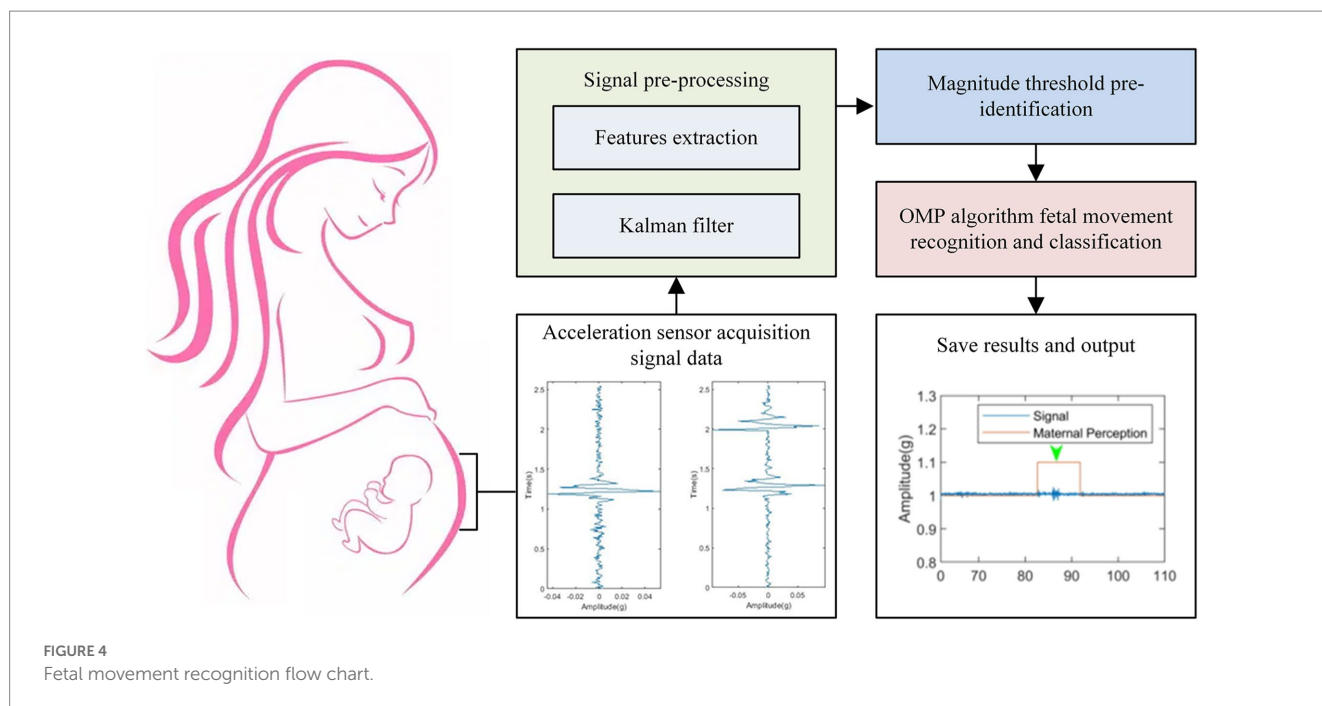 Signal pre-processing
Features extraction
Kalman filter
Magnitude threshold pre-
identification
OMP algorithm fetal movement
recognition and classification
Acceleration sensor acquisition
signal data
2.5
2
1.5
1
0.5
0
Time(s)
-0.04 -0.02 0 0.02 0.04
Amplitude(g)
2.5
2
1.5
1
0.5
0
Time(s)
-0.05 0 0.05
Amplitude(g)
Save results and output
1.3
1.2
1.1
1
0.9
0.8
Amplitude(g)
Signal
Maternal Perception
0 70 80 90 100 110
FIGURE 4
Fetal movement recognition flow chart.